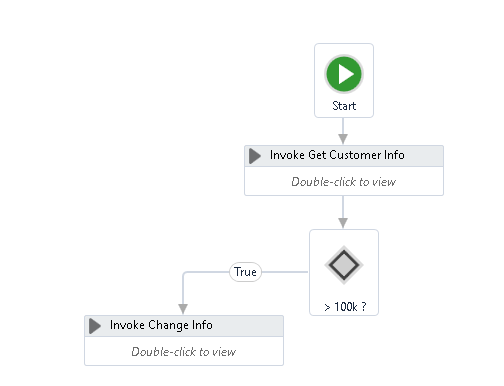 Start
Invoke Get Customer Info
Double-click to view
True
> 100k ?
Invoke Change Info
Double-click to view